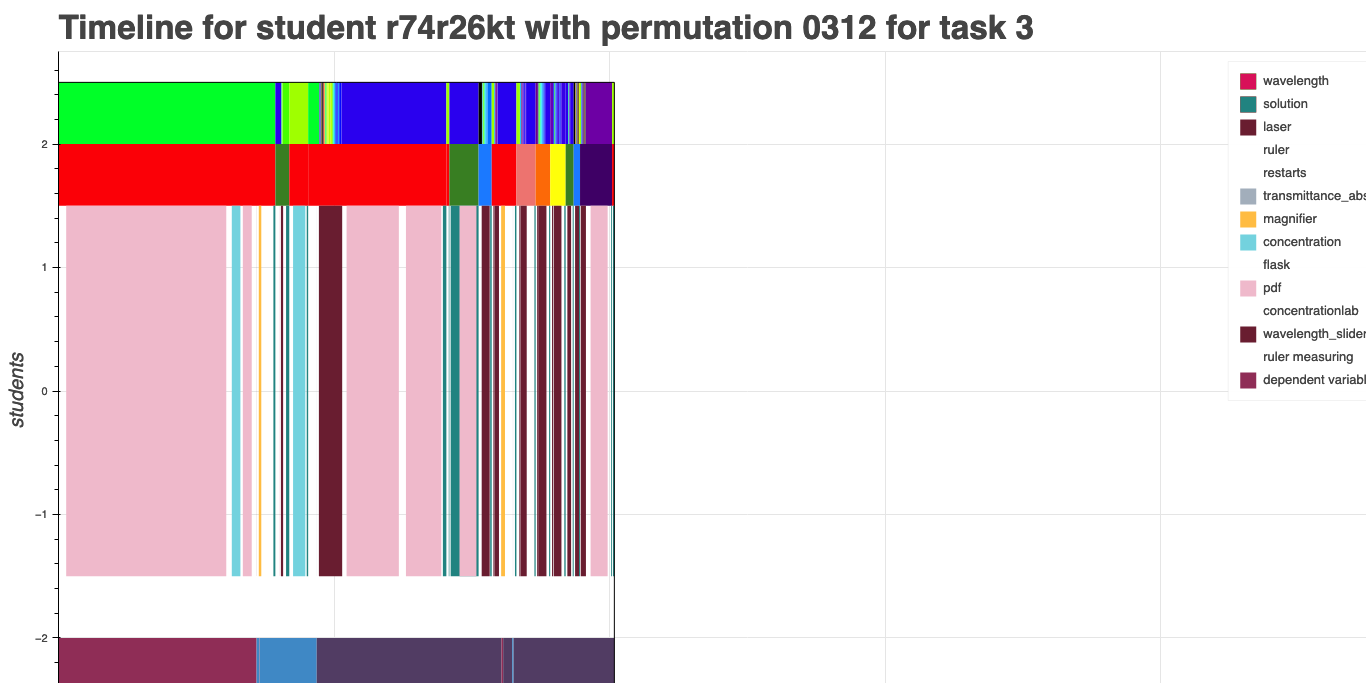 Timeline for student r74r26kt with permutation 0312 for task 3
students
2
1
0
−1
−2
wavelength
solution
laser
ruler
restarts
transmittance_abs
magnifier
concentration
flask
pdf
concentrationlab
wavelength_slider
ruler measuring
dependent variabl